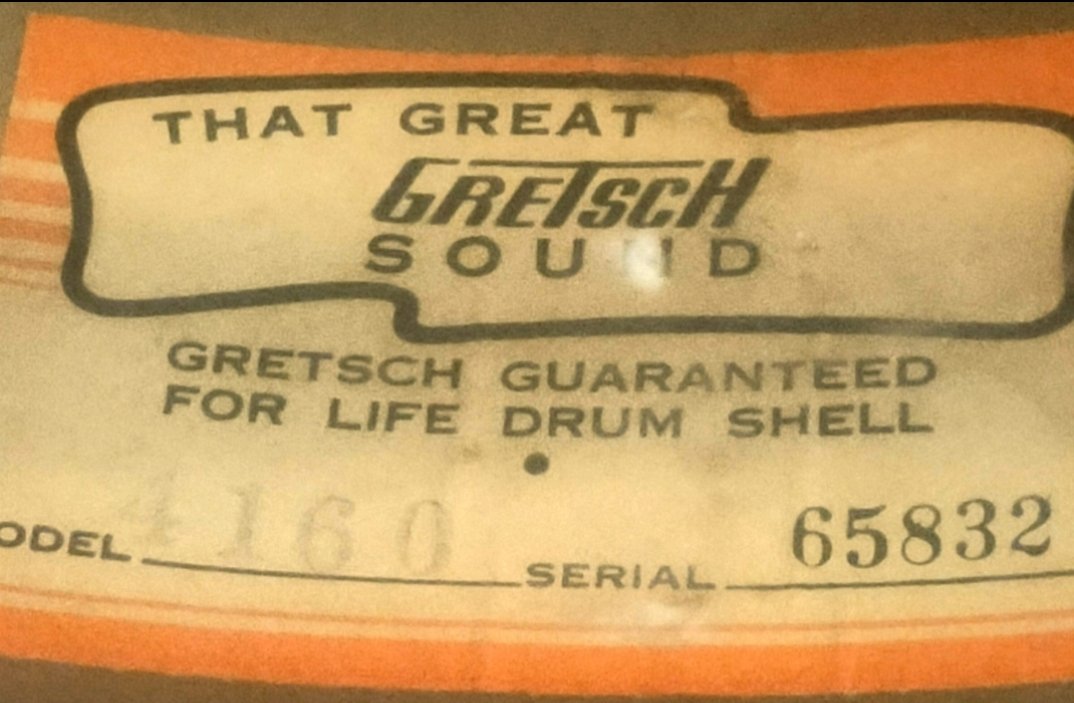 THAT GREAT
GRETSCH
SOUND
GRETSCH GUARANTEED
FOR LIFE DRUM SHELL
ODEL 4160 SERIAL 65832